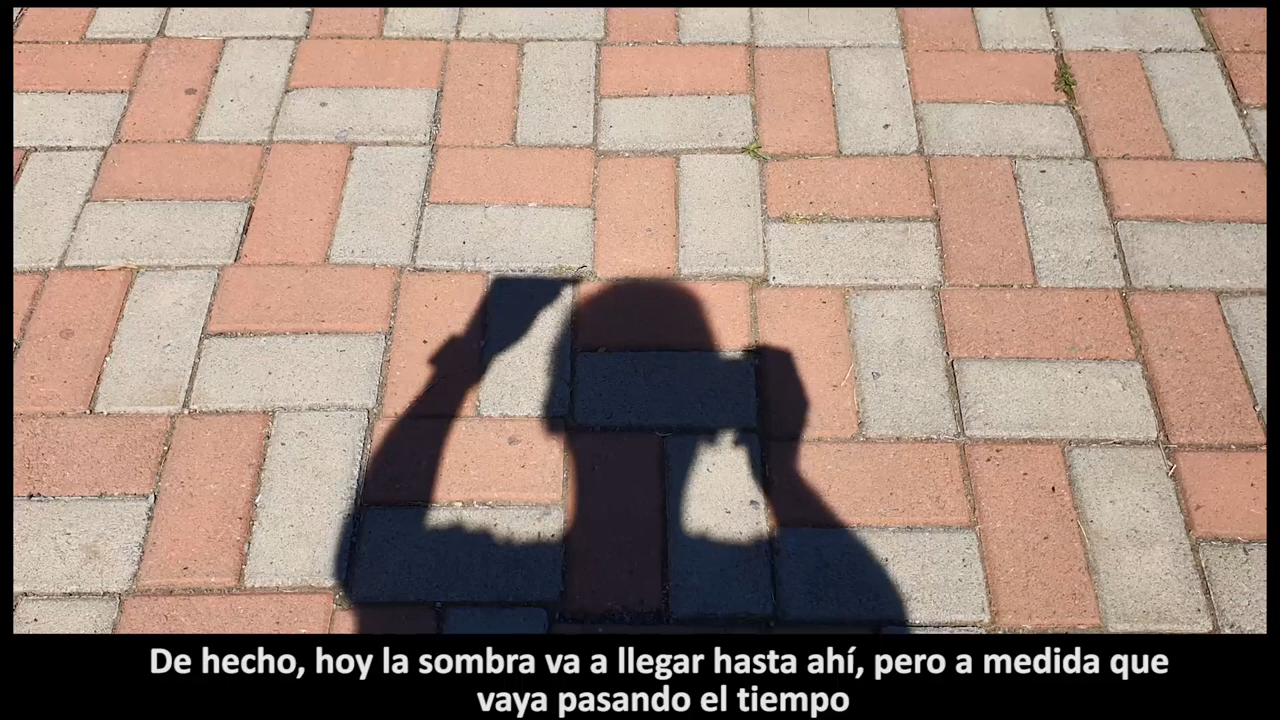 De hecho, hoy la sombra va a llegar hasta ahí, pero a medida que
vaya pasando el tiempo